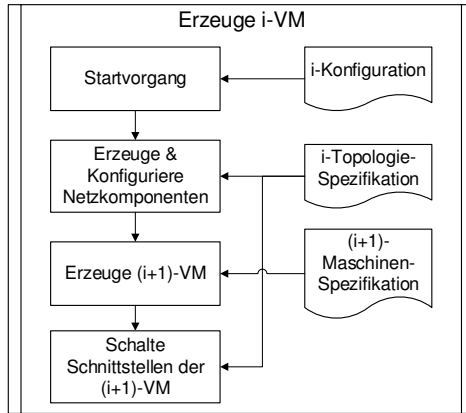 Erzeuge i-VM
Startvorgang
i-Konfiguration
Erzeuge &
Konfiguriere
Netzkomponenten
i-Topologie-
Spezifikation
Erzeuge (i+1)-VM
(i+1)-
Maschinen-
Spezifikation
Schalte
Schnittstellen der
(i+1)-VM